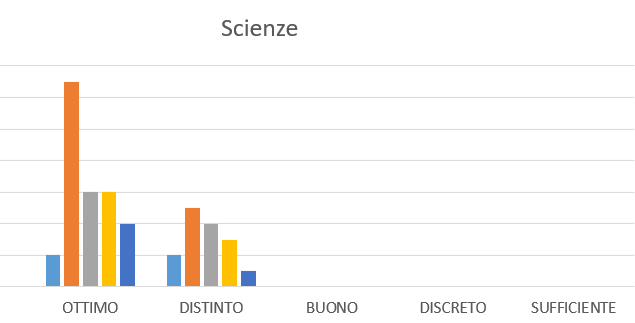 Scienze
OTTIMO DISTINTO BUONO DISCRETO SUFFICIENTE